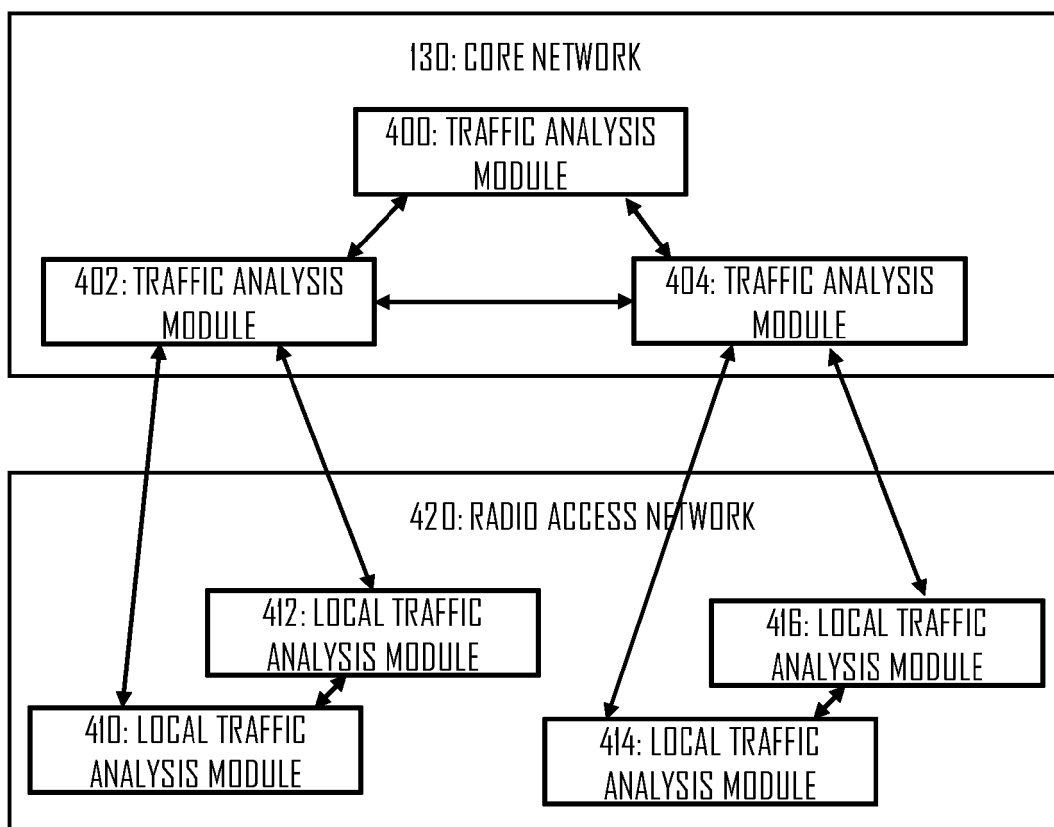 130: CORE NETWORK
400: TRAFFIC ANALYSIS
MODULE
402: TRAFFIC ANALYSIS
MODULE
404: TRAFFIC ANALYSIS
MODULE
420: RADIO ACCESS NETWORK
412: LOCAL TRAFFIC
ANALYSIS MODULE
416: LOCAL TRAFFIC
ANALYSIS MODULE
410: LOCAL TRAFFIC
ANALYSIS MODULE
414: LOCAL TRAFFIC
ANALYSIS MODULE